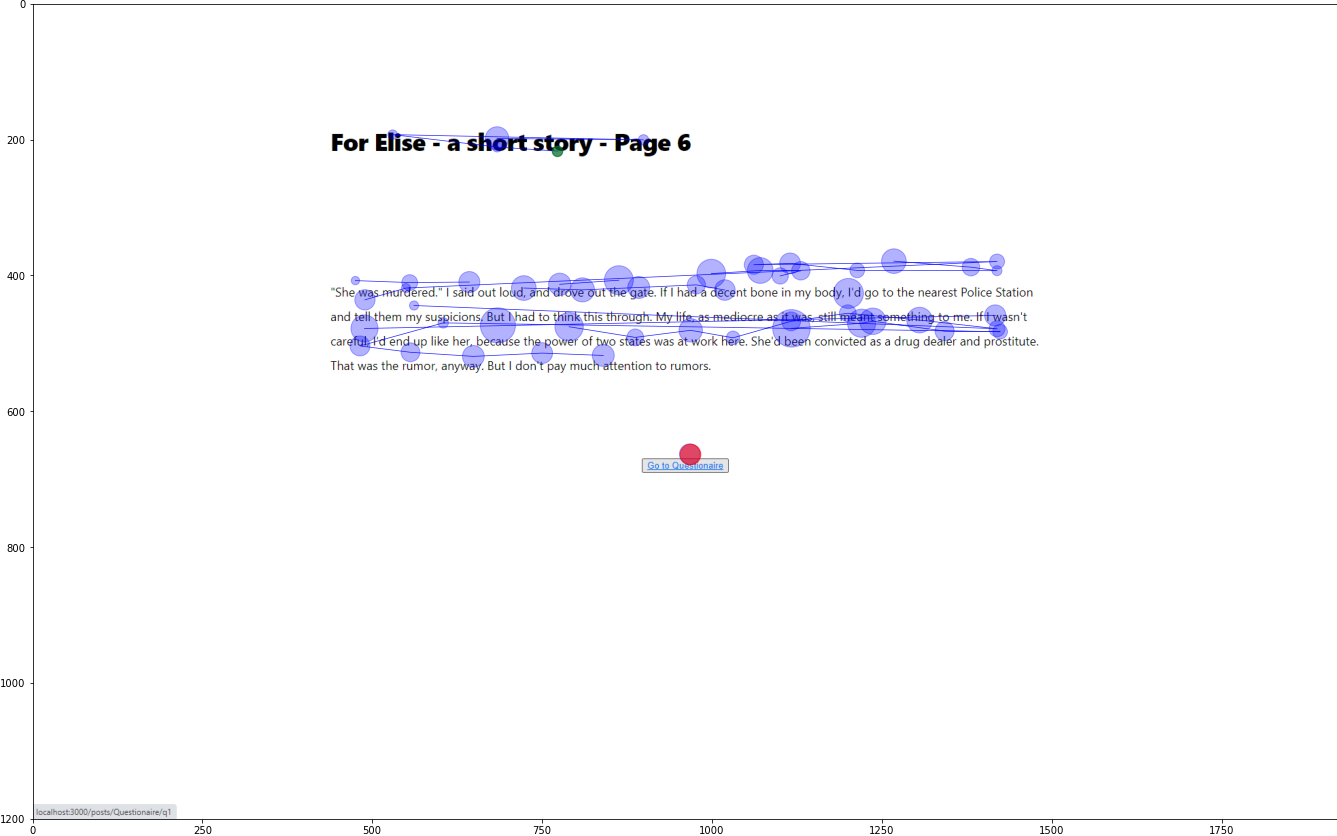 0
200
400
600
800
1000
1200
For Elise - a short story - Page 6
"She was murdered." I said out loud, and drove out the gate. If I had a decent bone in my body, I'd go to the nearest Police Station
and tell them my suspicions. But I had to think this through. My life, as mediocre as it was, still meant something to me. If I wasn't
careful, I'd end up like her, because the power of two states was at work here. She'd been convicted as a drug dealer and prostitute.
That was the rumor, anyway. But I don't pay much attention to rumors.
Go to Questionaire
localhost:3000/posts/Questionaire/q1
0 250 500 750 1000 1250 1500 1750